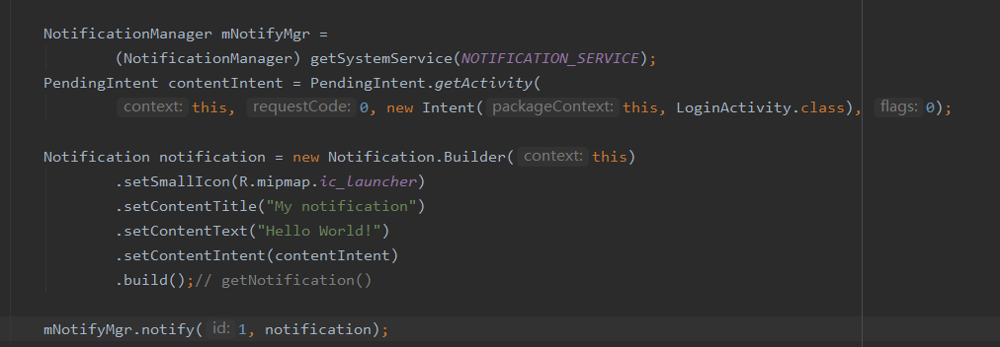 NotificationManager mNotifyMgr =
(NotificationManager) getSystemService(NOTIFICATION_SERVICE);
PendingIntent contentIntent = PendingIntent.getActivity(
context: this, requestCode: 0, new Intent( packageContext: this, LoginActivity.class), flags: 0);
Notification notification = new Notification.Builder( context: this)
.setSmallIcon(R.mipmap.ic_launcher)
.setContentTitle("My notification")
.setContentText("Hello World!")
.setContentIntent(contentIntent)
.build();// getNotification()
mNotifyMgr.notify( id: 1, notification);